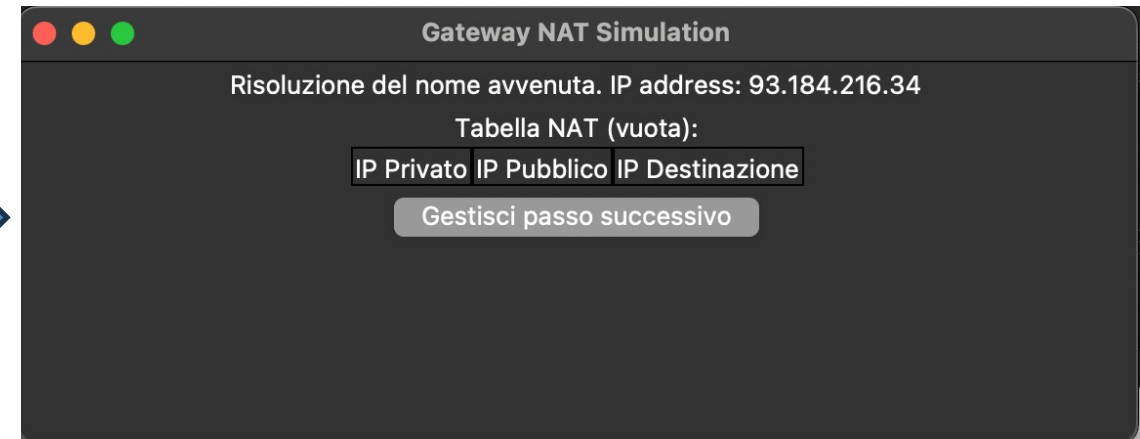 Gateway NAT Simulation
Risoluzione del nome avvenuta. IP address: 93.184.216.34
Tabella NAT (vuota):
IP Privato IP Pubblico IP Destinazione
Gestisci passo successivo